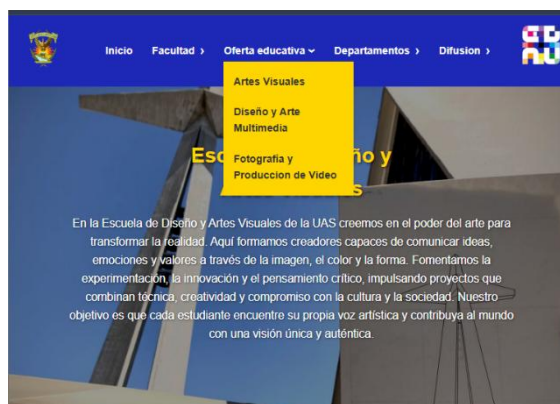 Inicio Facultad › Oferta educativa Departamentos › Difusion ›
Artes Visuales
Diseño y Arte
Multimedia
Fotografia y
Produccion de Video
En la Escuela de Diseño y Artes Visuales de la UAS creemos en el poder del arte para
transformar la realidad. Aquí formamos creadores capaces de comunicar ideas,
emociones y valores a través de la imagen, el color y la forma. Fomentamos la
experimentación, la innovación y el pensamiento crítico, impulsando proyectos que
combinan técnica, creatividad y compromiso con la cultura y la sociedad. Nuestro
objetivo es que cada estudiante encuentre su propia voz artística y contribuya al mundo
con una visión única y auténtica.